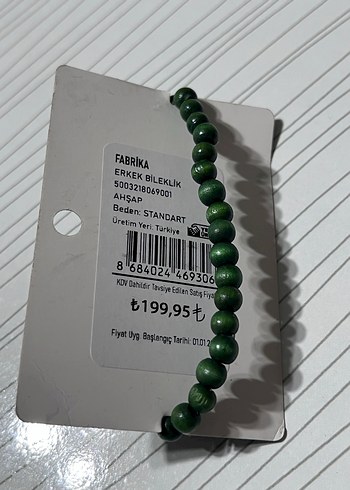 FABRİKA
ERKEK BİLEKLİK
5003218069001
AHŞAP
Beden: STANDART
Üretim Yeri: Türkiye
8 684024 469306
KDV Dahildir Tavsiye Edilen Satış
₺199,95₺
Fiyat Uyg. Başlangıç Tarihi: 01.01.2